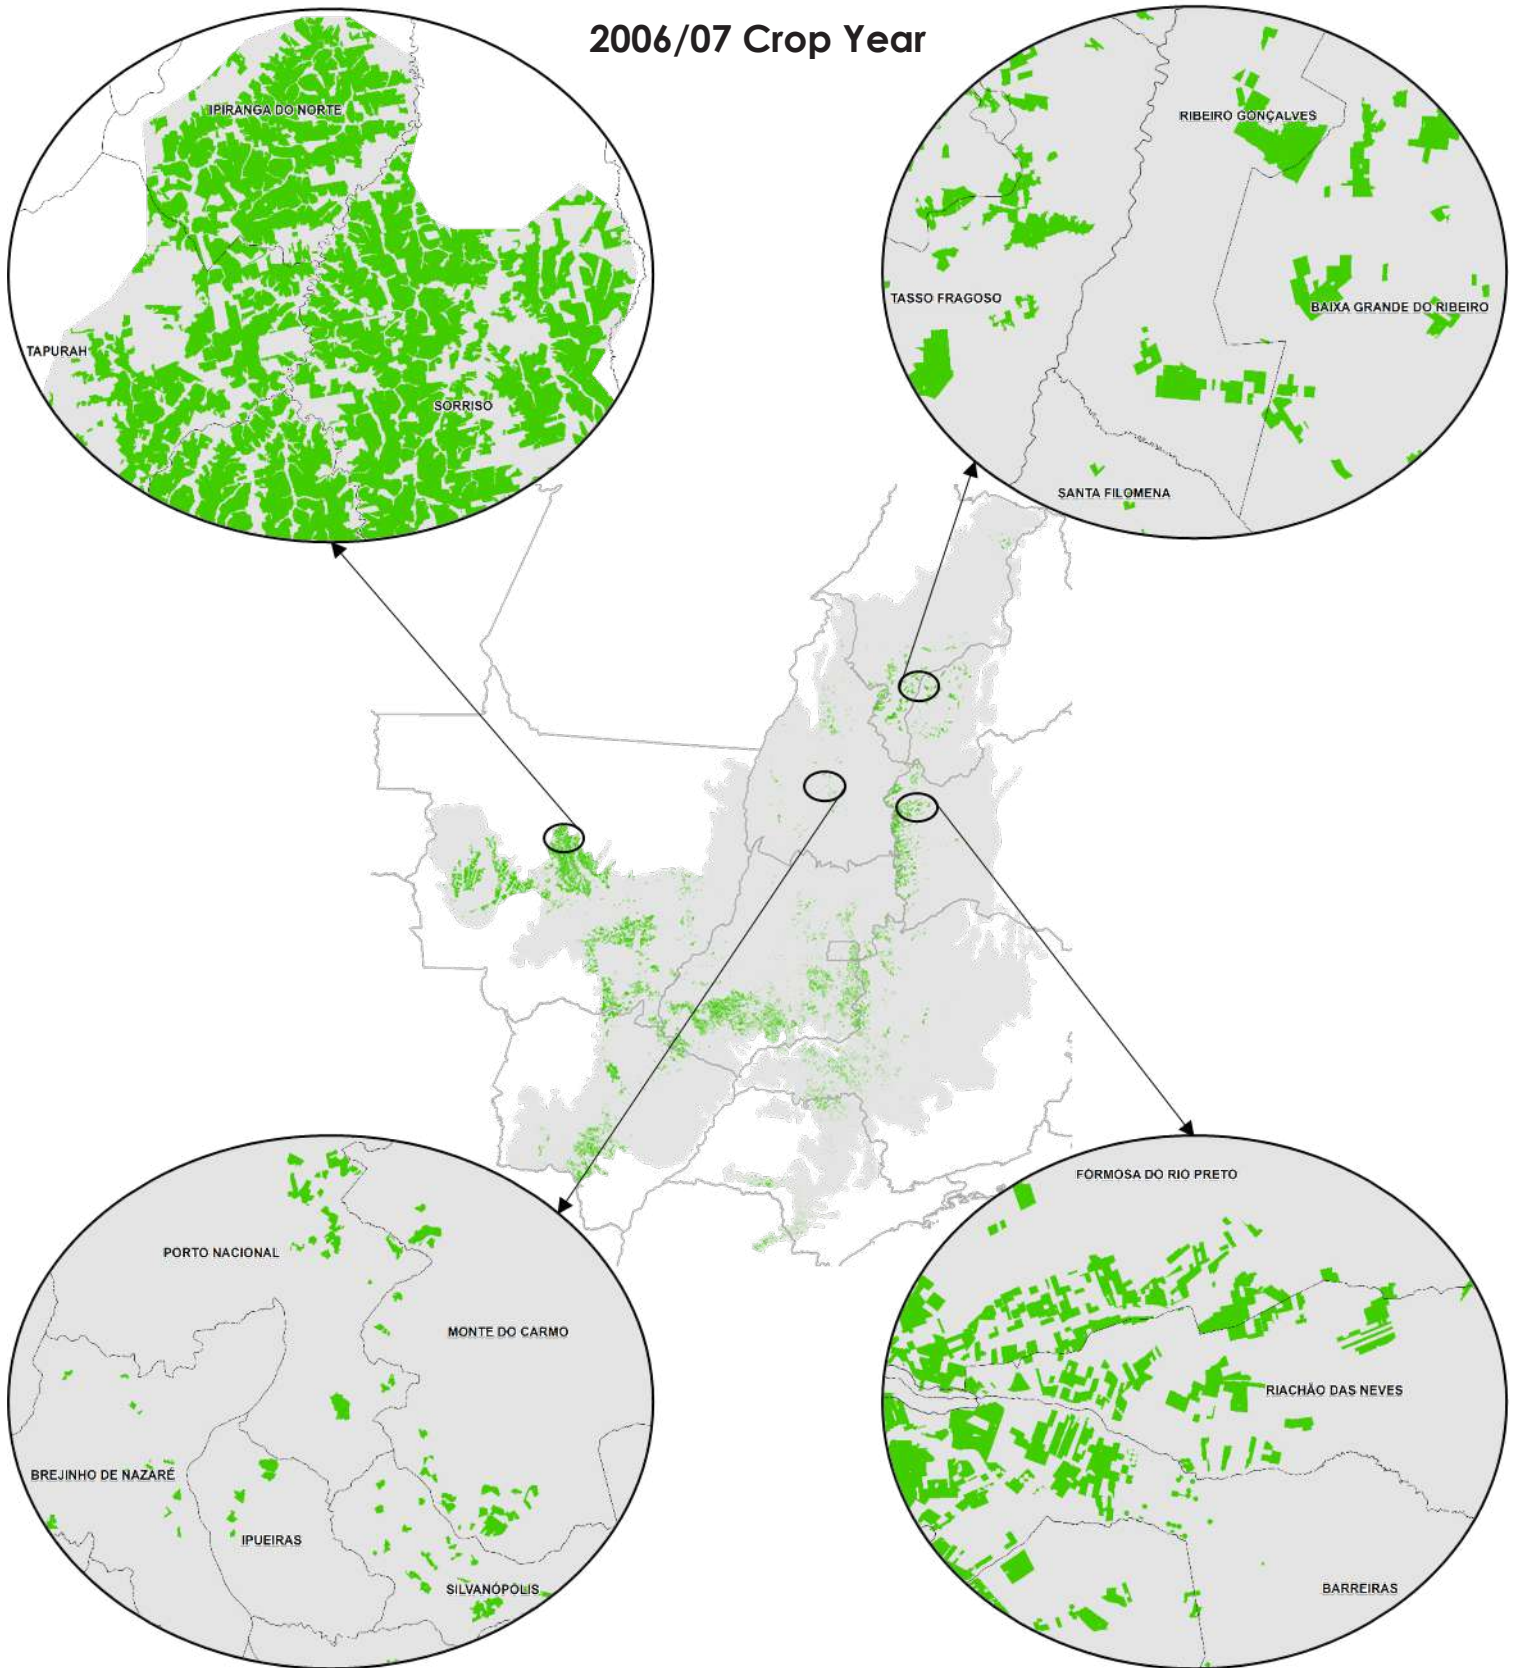 2006/07 Crop Year
IPIRANGA DO NORTE
TAPURAH
SORRISO
RIBEIRO GONÇALVES
TASSO FRAGOSO
BAIXA GRANDE DO RIBEIRO
SANTA FILOMENA
PORTO NACIONAL
MONTE DO CARMO
BREJINHO DE NAZARÉ
IPUEIRAS
SILVANÓPOLIS
FORMOSA DO RIO PRETO
RIACHÃO DAS NEVES
BARREIRAS